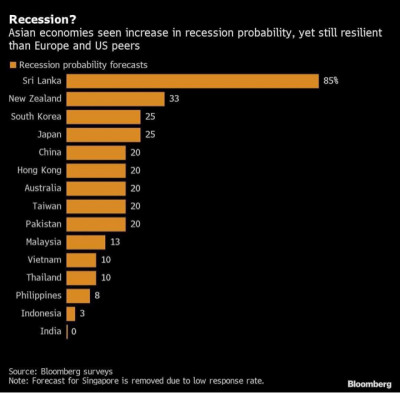 Recession?
Asian economies seen increase in recession probability, yet still resilient
than Europe and US peers
Recession probability forecasts
Sri Lanka 85%
New Zealand 33
South Korea 25
Japan 25
China 20
Hong Kong 20
Australia 20
Taiwan 20
Pakistan 20
Malaysia 13
Vietnam 10
Thailand 10
Philippines 8
Indonesia 3
India 0
Source: Bloomberg surveys
Note: Forecast for Singapore is removed due to low response rate.
Bloomberg